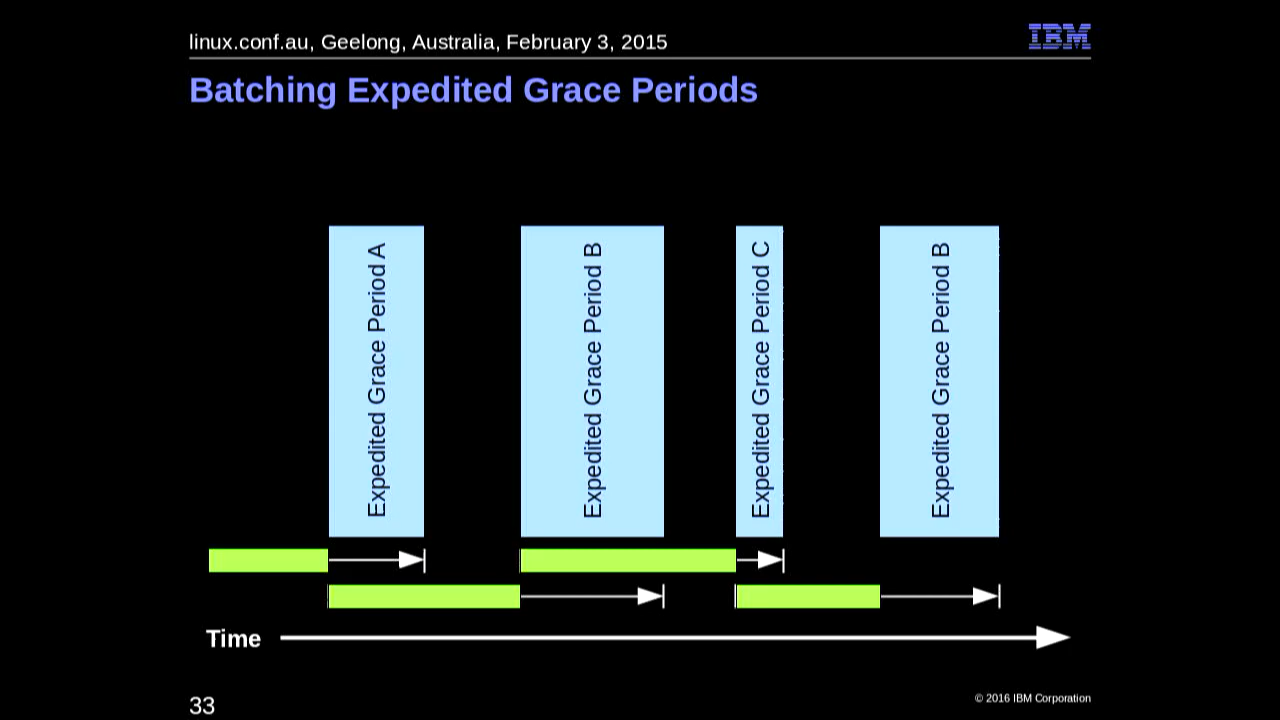 linux.conf.au, Geelong, Australia, February 3, 2015
IBM
Batching Expedited Grace Periods
Expedited Grace Period A
Expedited Grace Period B
Expedited Grace Period C
Expedited Grace Period B
Time
33
© 2016 IBM Corporation